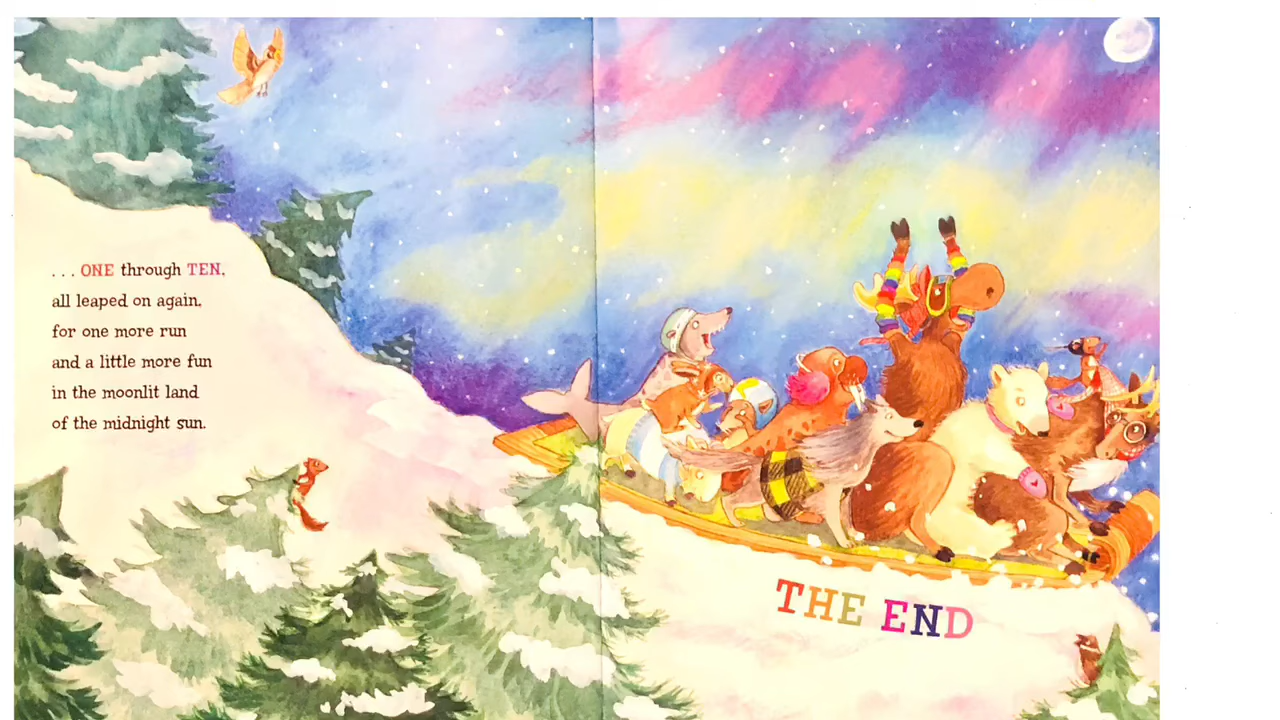 . . . ONE through TEN,
all leaped on again,
for one more run
and a little more fun
in the moonlit land
of the midnight sun.
THE END